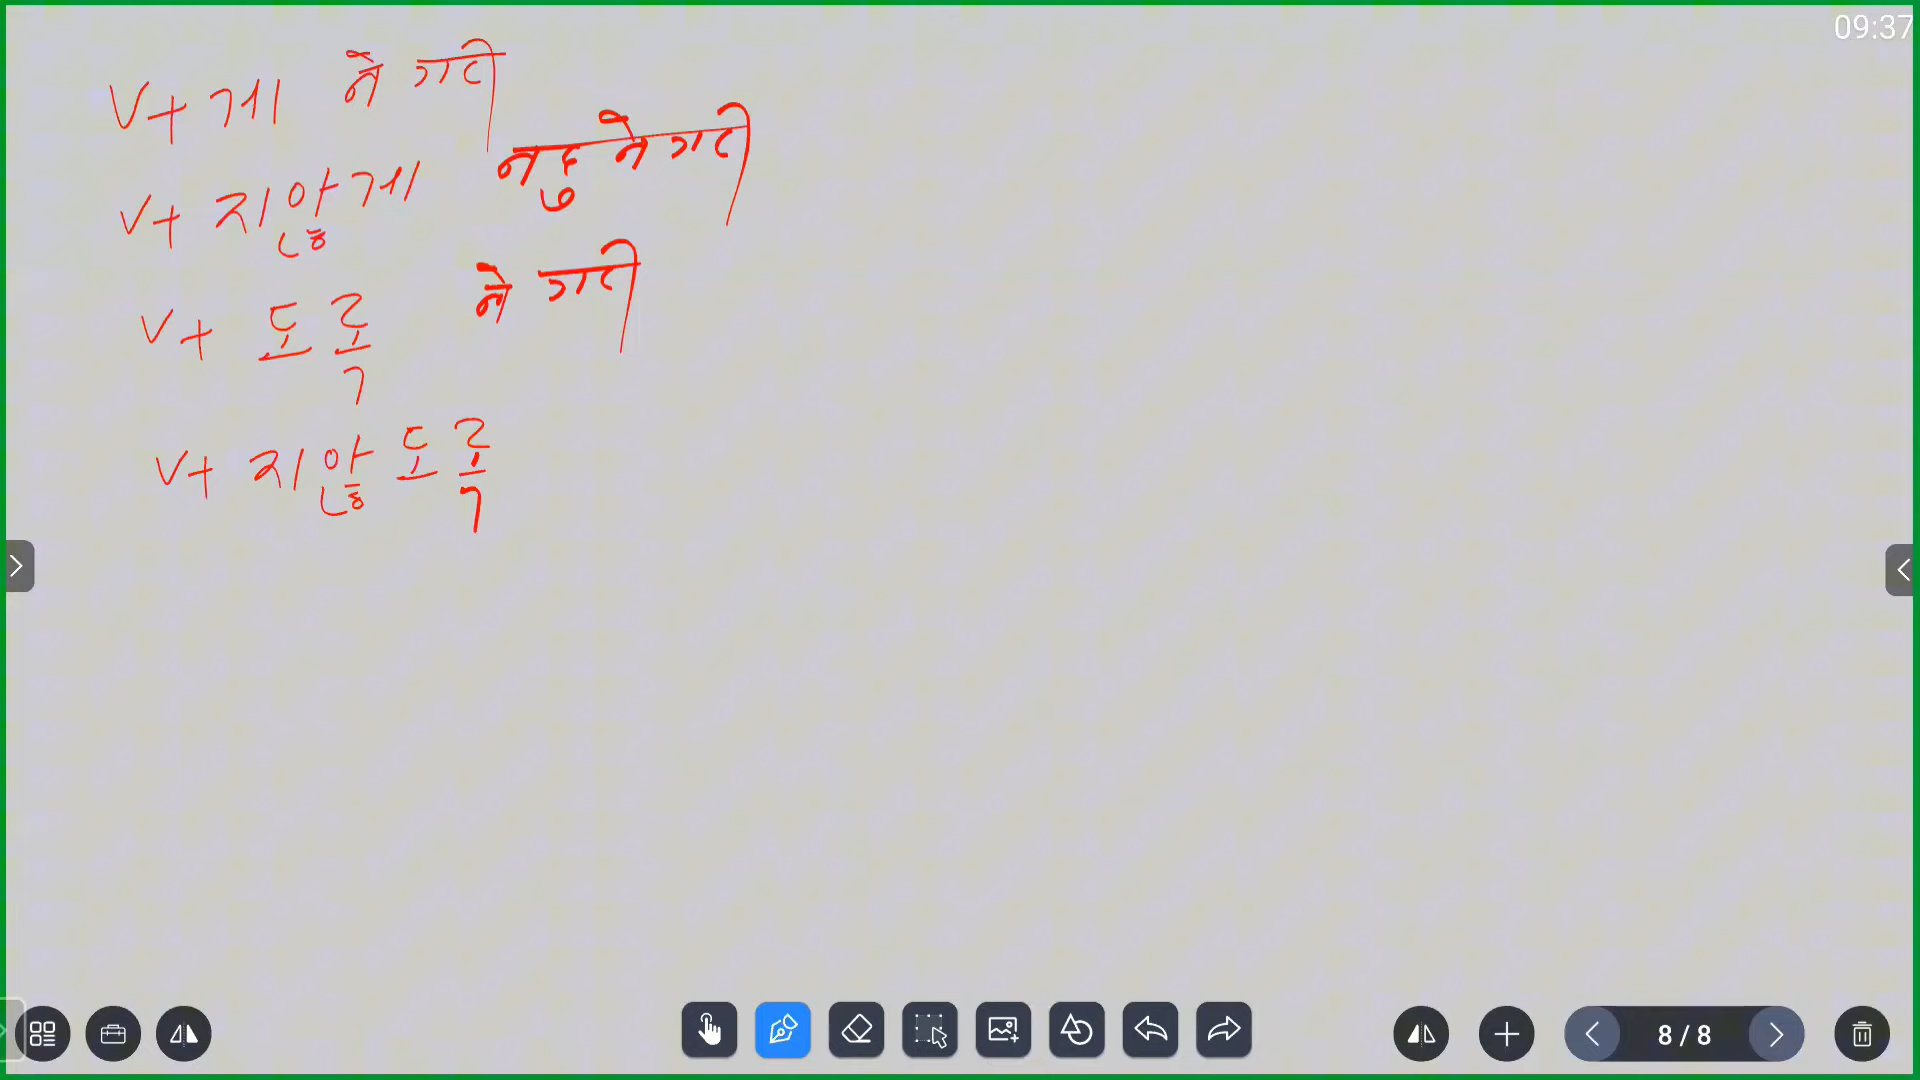 09:37
V+ 게 ने गरी
V+ 지않게 नहुने गरी
V+ 도록 ने गरी
V+ 지않도록
8 / 8